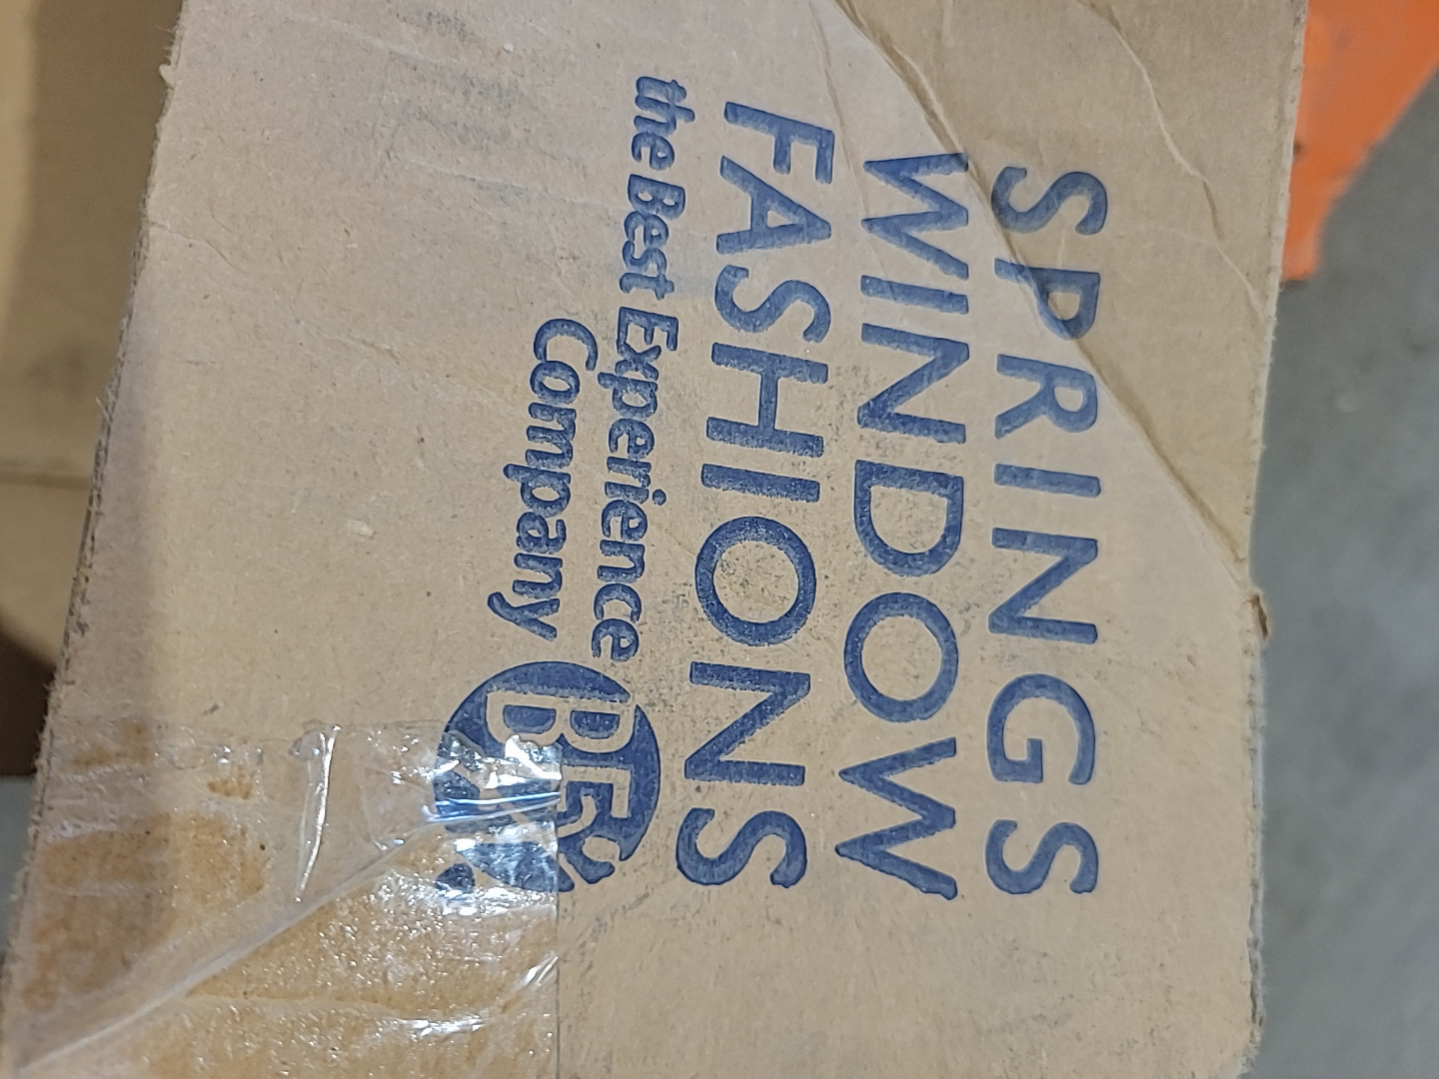 SPRINGS
WINDOW
FASHIONS
the Best Experience
Company